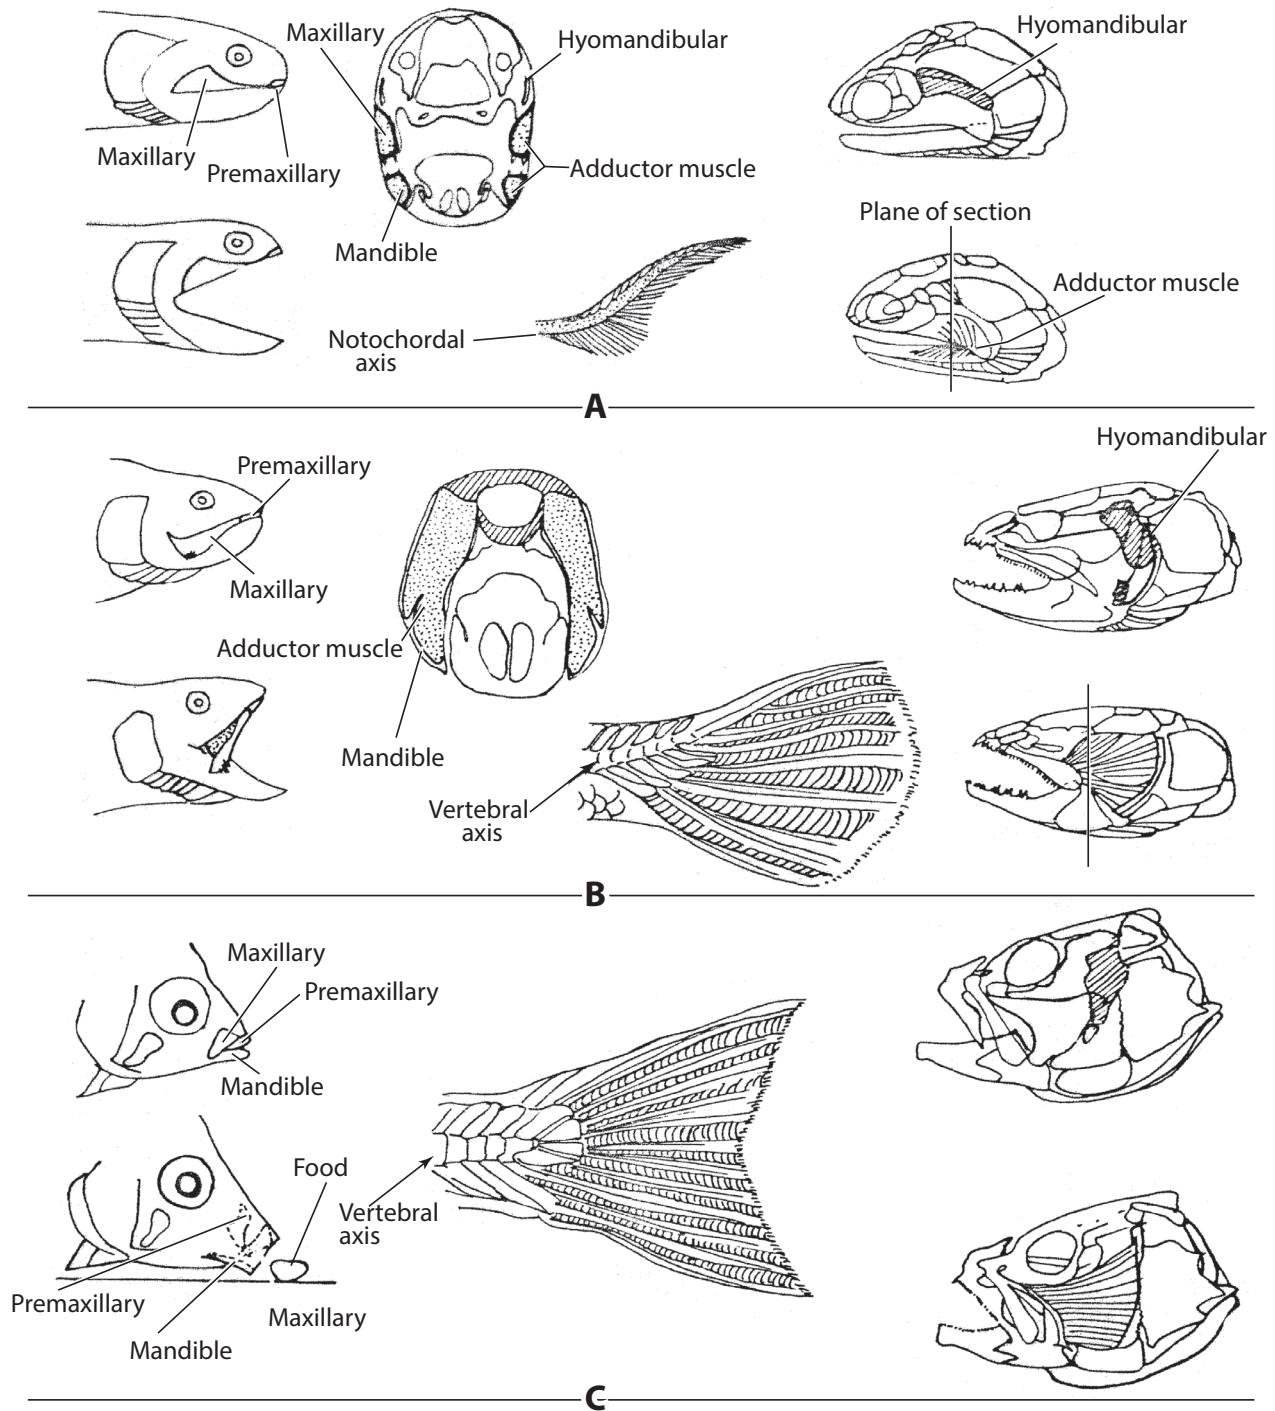 Maxillary
Hyomandibular
Hyomandibular
Maxillary
Premaxillary
Adductor muscle
Mandible
Plane of section
Adductor muscle
Notochordal
axis
A
Hyomandibular
Premaxillary
Maxillary
Adductor muscle
Mandible
Vertebral
axis
B
Maxillary
Premaxillary
Mandible
Food
Vertebral
axis
Premaxillary
Maxillary
Mandible
C